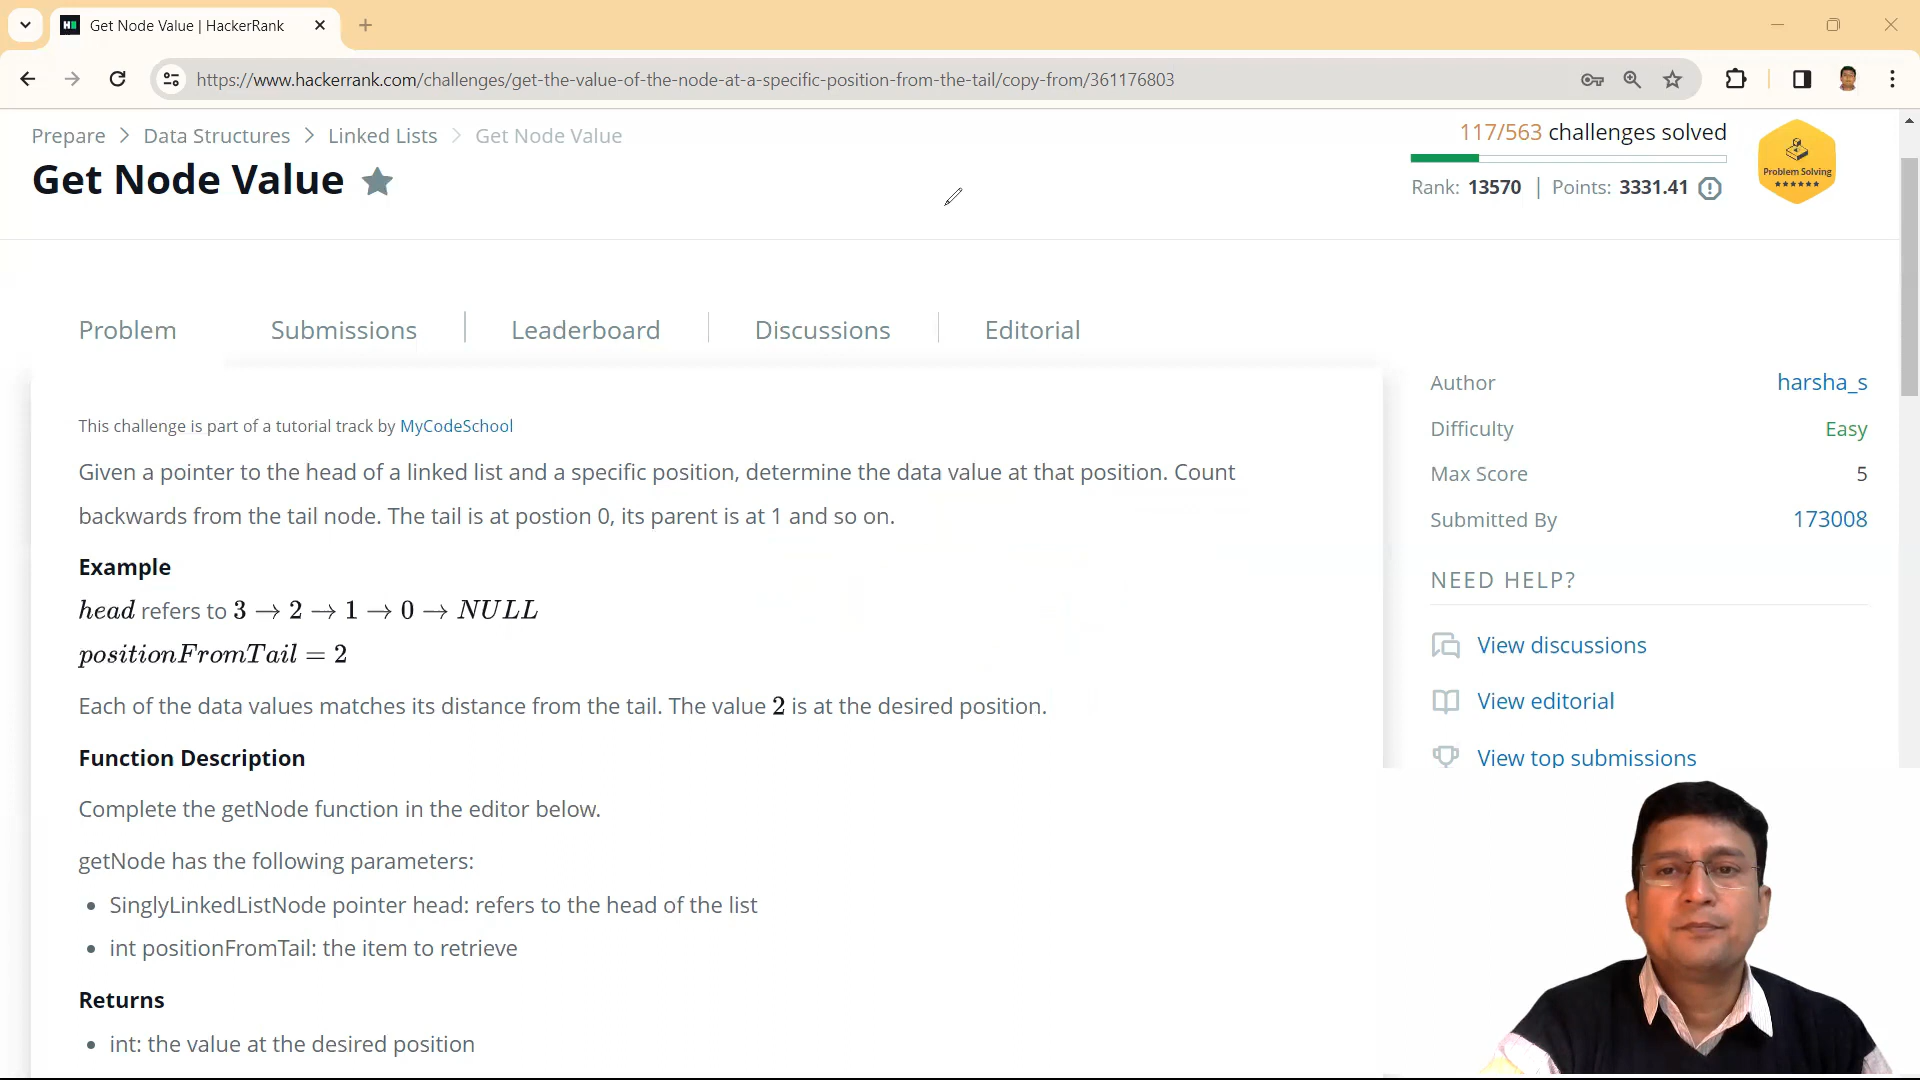 Get Node Value | HackerRank
https://www.hackerrank.com/challenges/get-the-value-of-the-node-at-a-specific-position-from-the-tail/copy-from/361176803
Prepare > Data Structures > Linked Lists > Get Node Value
Get Node Value
117/563 challenges solved
Rank: 13570 | Points: 3331.41
Problem Solving
Problem Submissions Leaderboard Discussions Editorial
This challenge is part of a tutorial track by MyCodeSchool
Given a pointer to the head of a linked list and a specific position, determine the data value at that position. Count
backwards from the tail node. The tail is at postion 0, its parent is at 1 and so on.
Example
head refers to 3 → 2 → 1 → 0 → NULL
positionFromTail = 2
Each of the data values matches its distance from the tail. The value 2 is at the desired position.
Function Description
Complete the getNode function in the editor below.
getNode has the following parameters:
• SinglyLinkedListNode pointer head: refers to the head of the list
• int positionFromTail: the item to retrieve
Returns
• int: the value at the desired position
Author harsha_s
Difficulty Easy
Max Score 5
Submitted By 173008
NEED HELP?
View discussions
View editorial
View top submissions